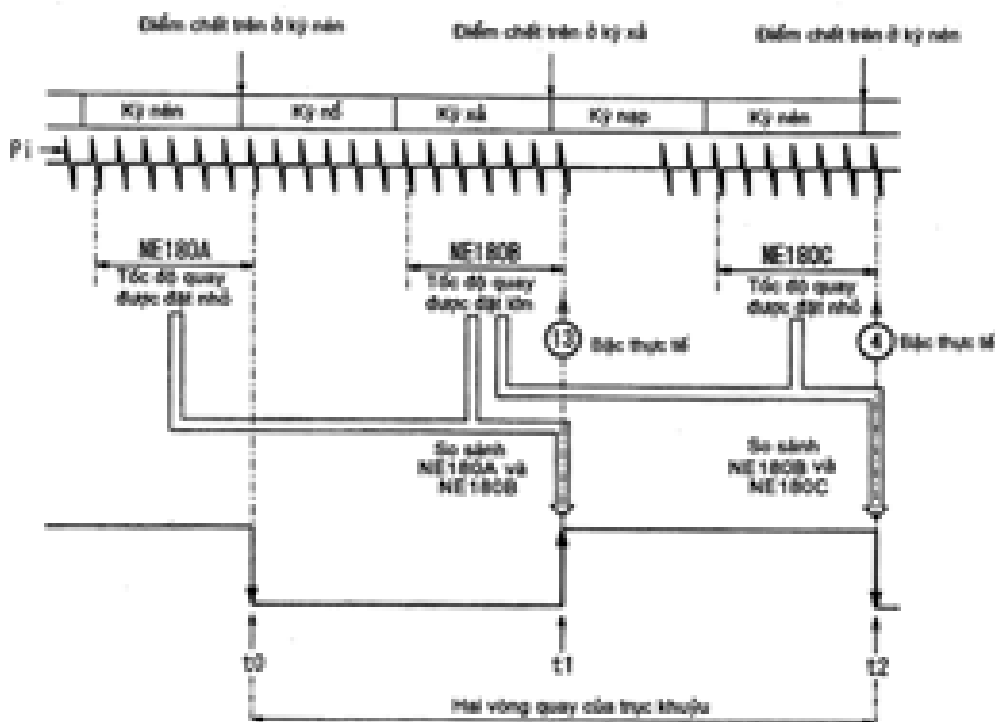 Điểm chết trên ở kỳ nén
Điểm chết trên ở kỳ xả
Điểm chết trên ở kỳ nén
Kỳ nén
Kỳ nổ
Kỳ xả
Kỳ nạp
Kỳ nén
Pi
NE180A
Tốc độ quay
được đặt nhỏ
NE180B
Tốc độ quay
được đặt lớn
NE180C
Tốc độ quay
được đặt nhỏ
13
Bậc thực tế
4
Bậc thực tế
So sánh
NE180A và
NE180B
So sánh
NE180B và
NE180C
t0
t1
t2
Hai vòng quay của trục khuỷu